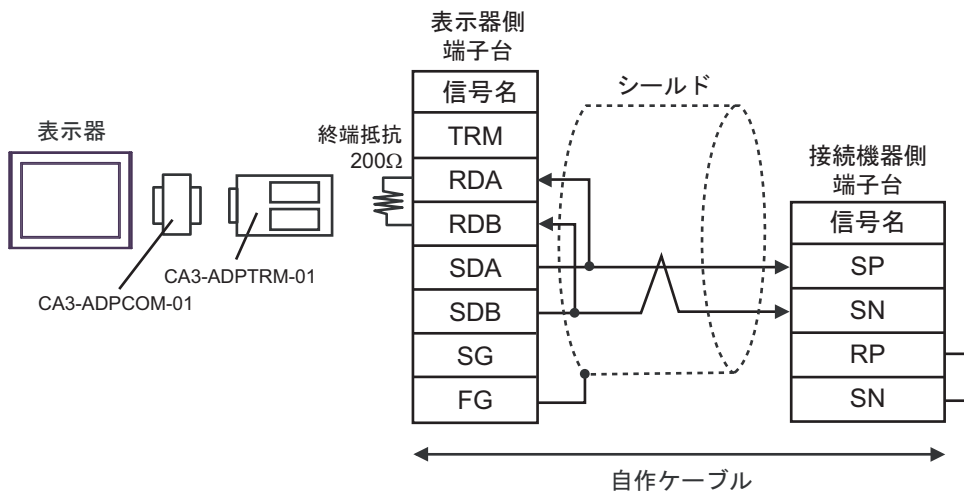 表示器
CA3-ADPCOM-01
CA3-ADPTRM-01
終端抵抗
200Ω
表示器側
端子台
信号名
TRM
RDA
RDB
SDA
SDB
SG
FG
シールド
接続機器側
端子台
信号名
SP
SN
RP
SN
自作ケーブル